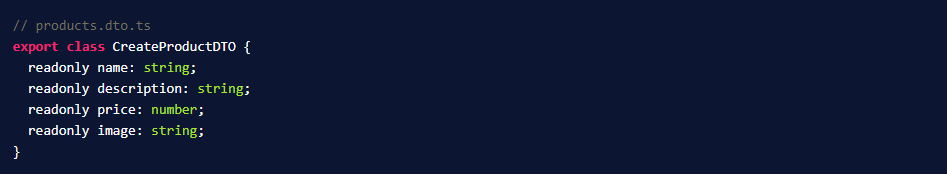 // products.dto.ts
export class CreateProductDTO {
  readonly name: string;
  readonly description: string;
  readonly price: number;
  readonly image: string;
}